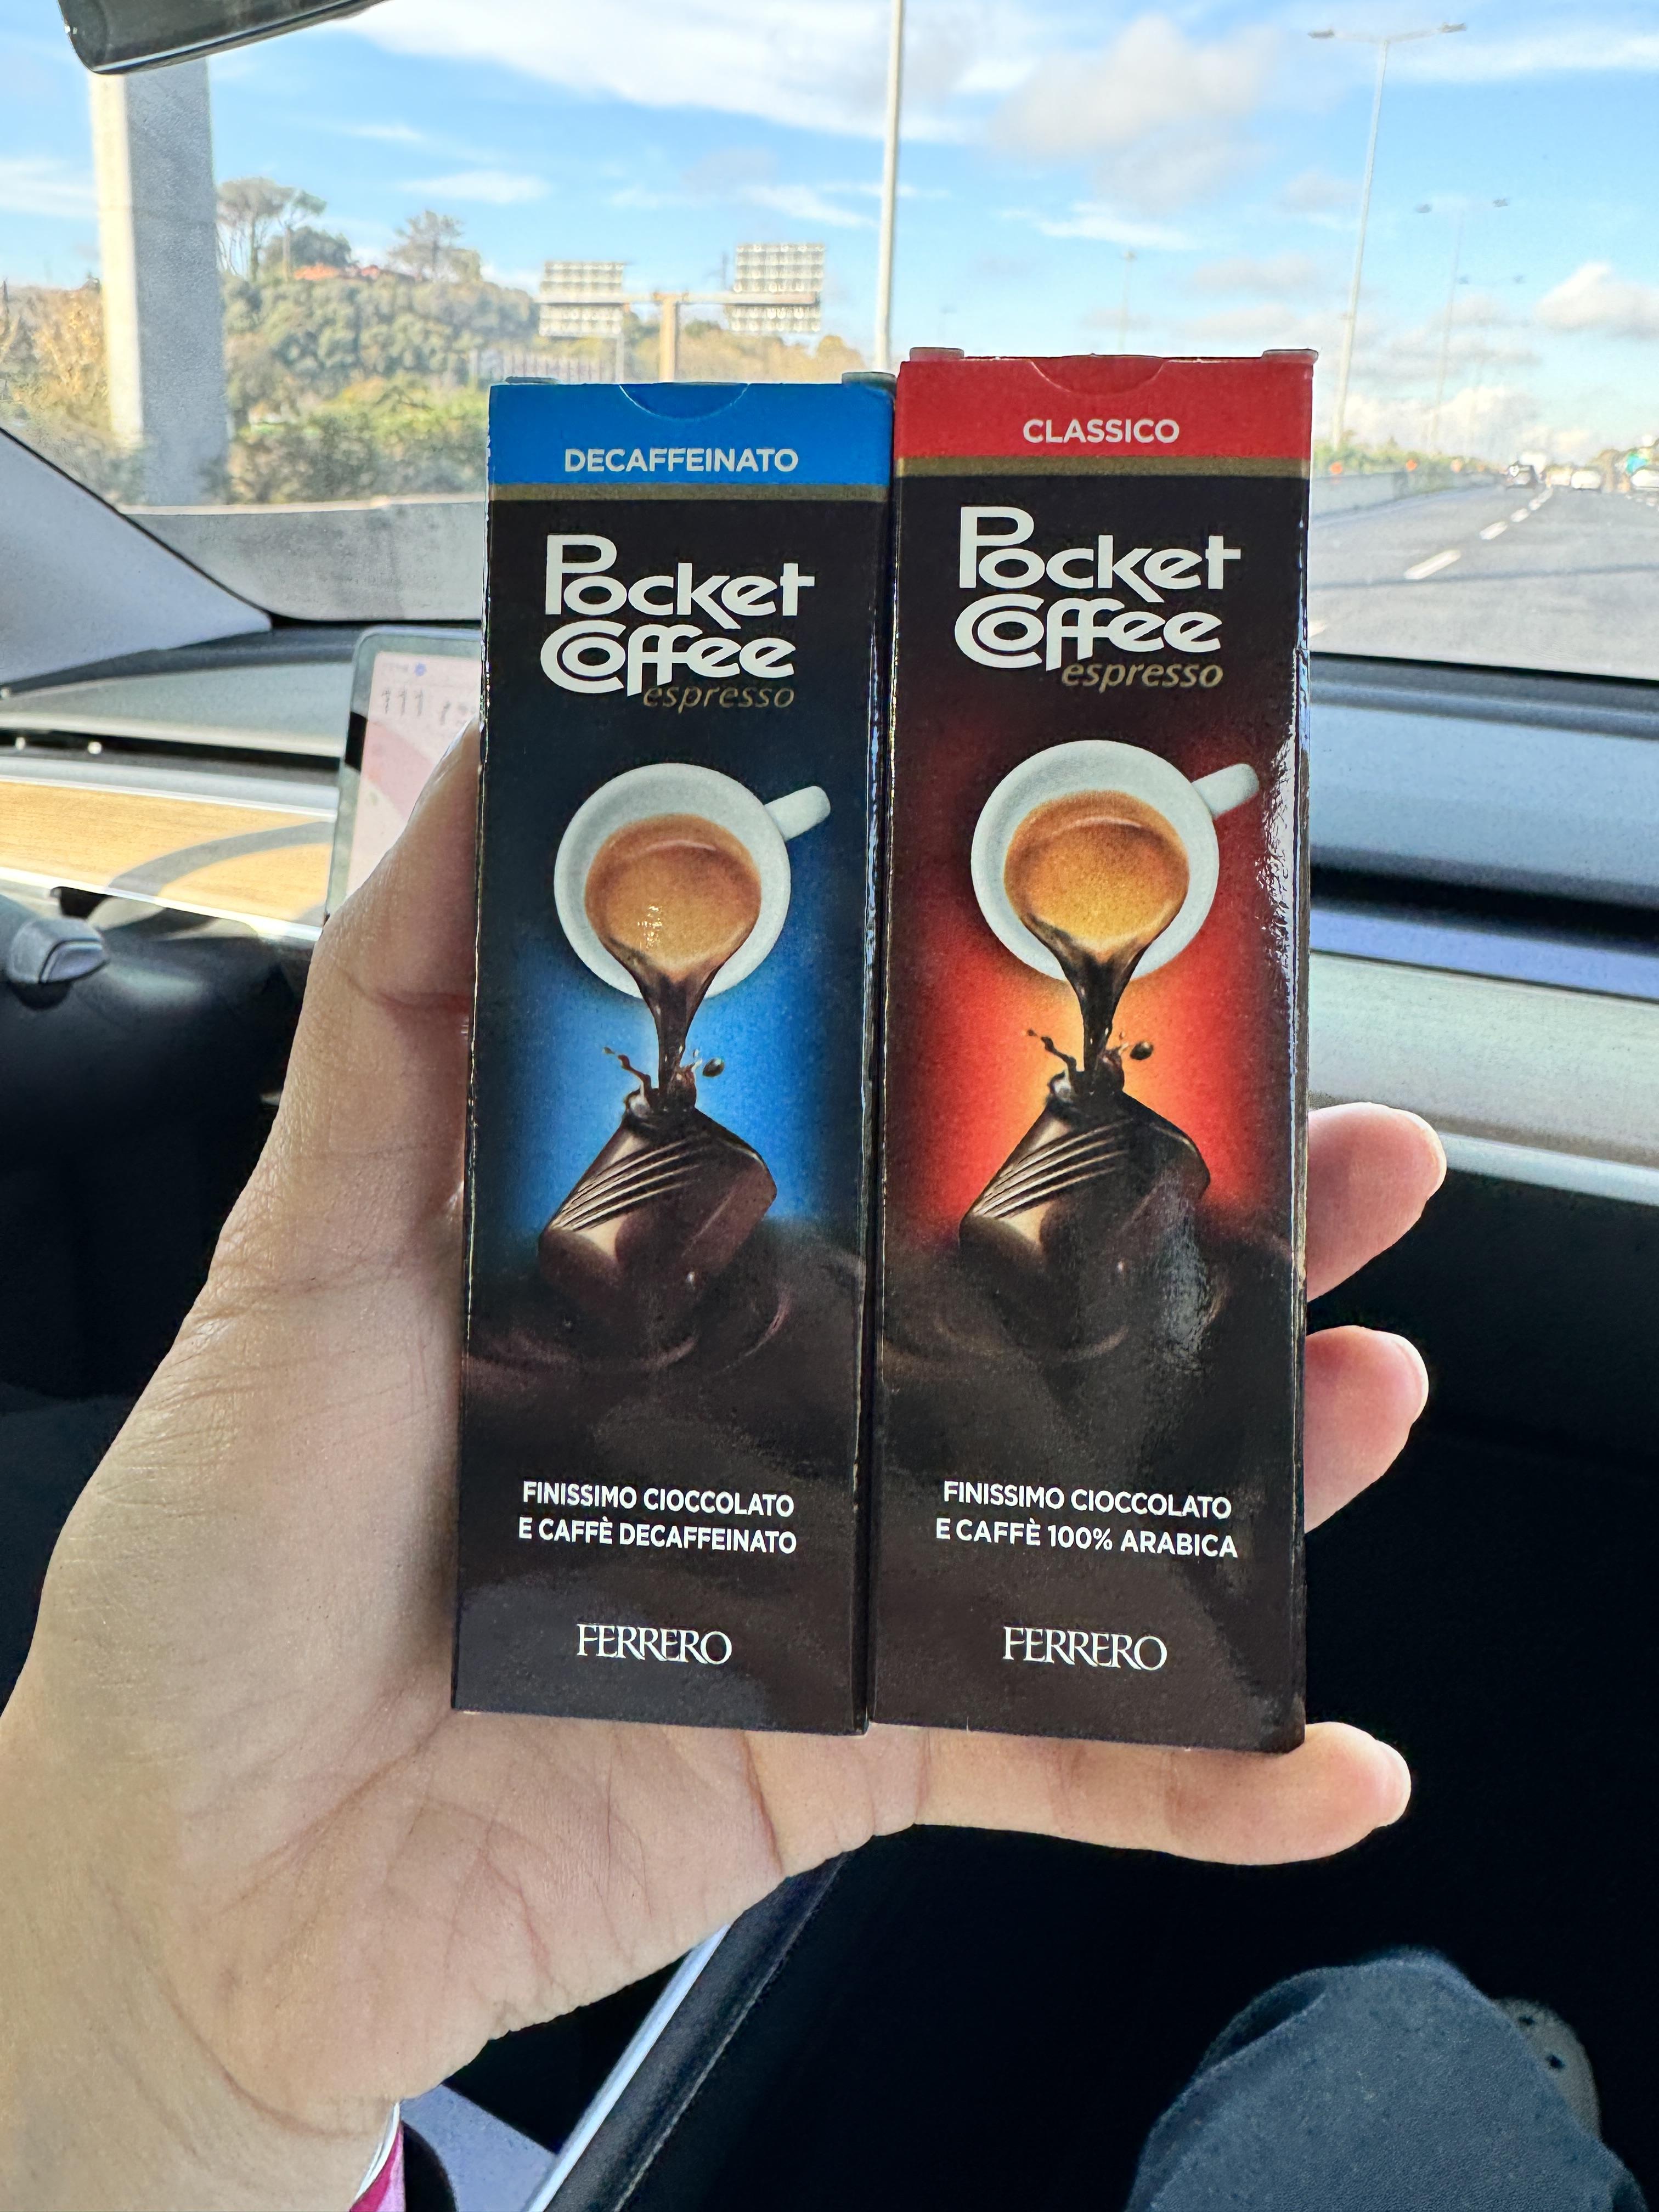 DECAFFEINATO
Pocket
Coffee
espresso
FINISSIMO CIOCCOLATO
E CAFFÈ DECAFFEINATO
FERRERO
CLASSICO
Pocket
Coffee
espresso
FINISSIMO CIOCCOLATO
E CAFFÈ 100% ARABICA
FERRERO
111